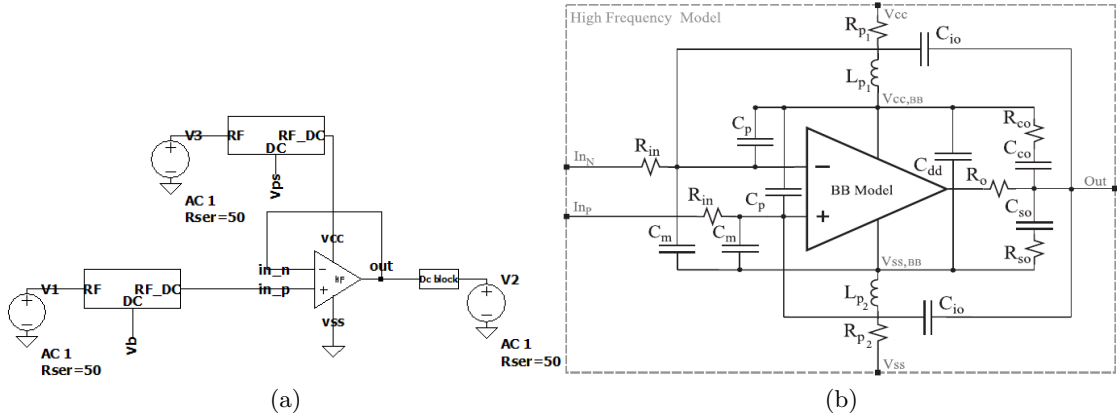 V3
RF
RF_DC
DC
Vps
AC 1
Rser=50
vcc
in_n
in_p
out
vss
V1
RF
RF_DC
DC
Vb
AC 1
Rser=50
Dc block
V2
AC 1
Rser=50
(a)
High Frequency Model
Vcc
Rp1
Cio
Lp1
Vcc,BB
Cp
Rco
Cco
InN
Rin
Cdd
Ro
Out
BB Model
InP
Rin
Cp
Cm
Cm
Cso
Rso
Vss,BB
Lp2
Cio
Rp2
Vss
(b)